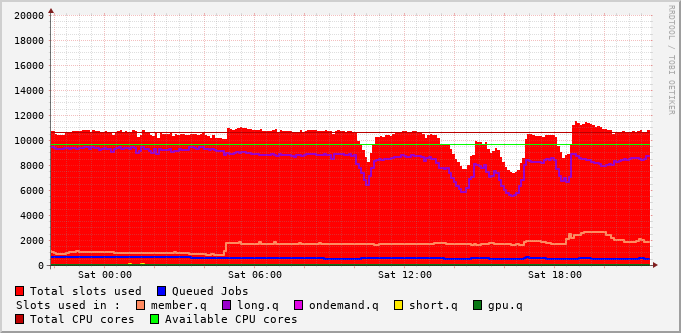 20000
18000
16000
14000
12000
10000
8000
6000
4000
2000
0
Sat 00:00 Sat 06:00 Sat 12:00 Sat 18:00
RRDTOOL / TOBI OETIKER
Total slots used Queued Jobs
Slots used in : member.q long.q ondemand.q short.q gpu.q
Total CPU cores Available CPU cores